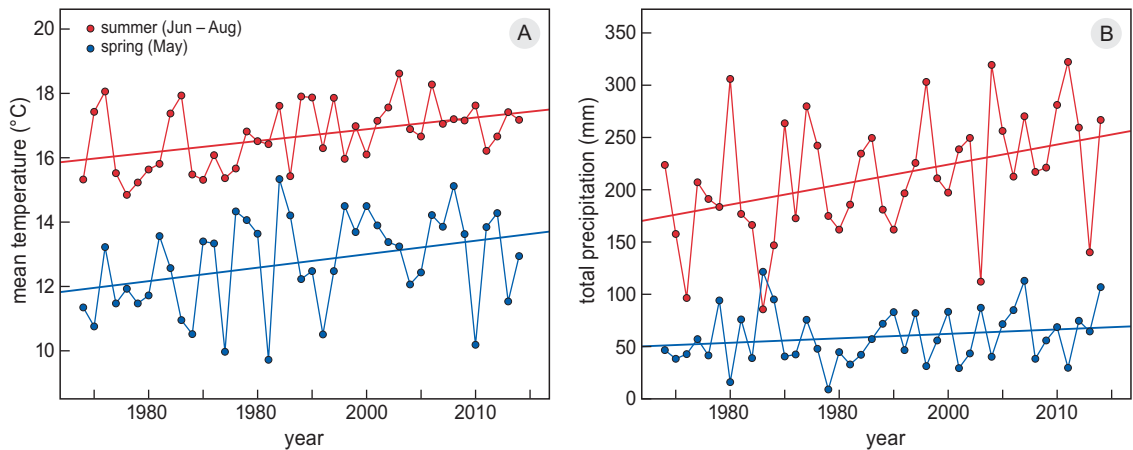 A
summer (Jun – Aug)
spring (May)
mean temperature (°C)
20
18
16
14
12
10
1980 1980 2000 2010
year
B
total precipitation (mm)
350
300
250
200
150
100
50
0
1980 1980 2000 2010
year